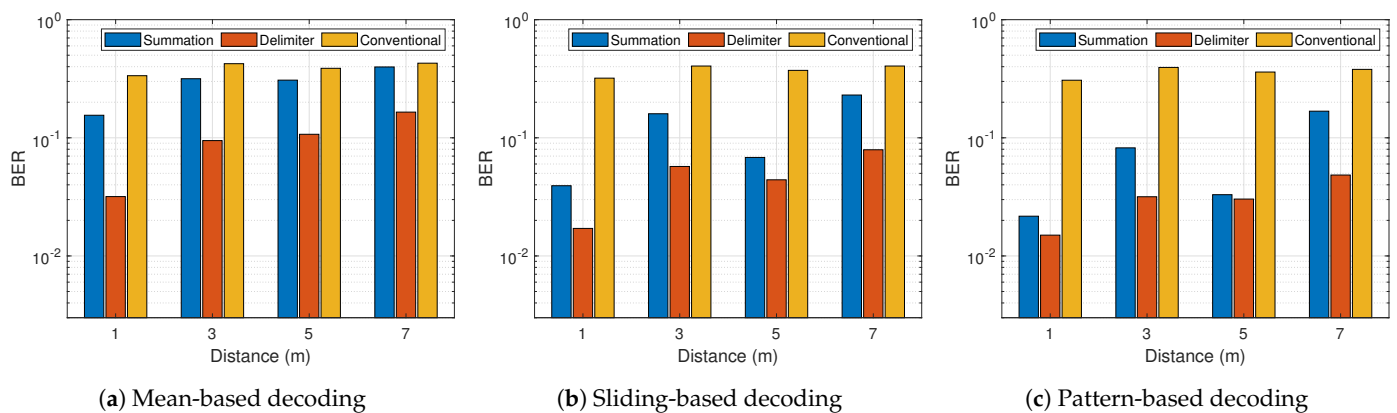 10^0
Summation Delimiter Conventional
10^-1
10^-2
BER
1 3 5 7
Distance (m)
(a) Mean-based decoding
10^0
Summation Delimiter Conventional
10^-1
10^-2
BER
1 3 5 7
Distance (m)
(b) Sliding-based decoding
10^0
Summation Delimiter Conventional
10^-1
10^-2
BER
1 3 5 7
Distance (m)
(c) Pattern-based decoding